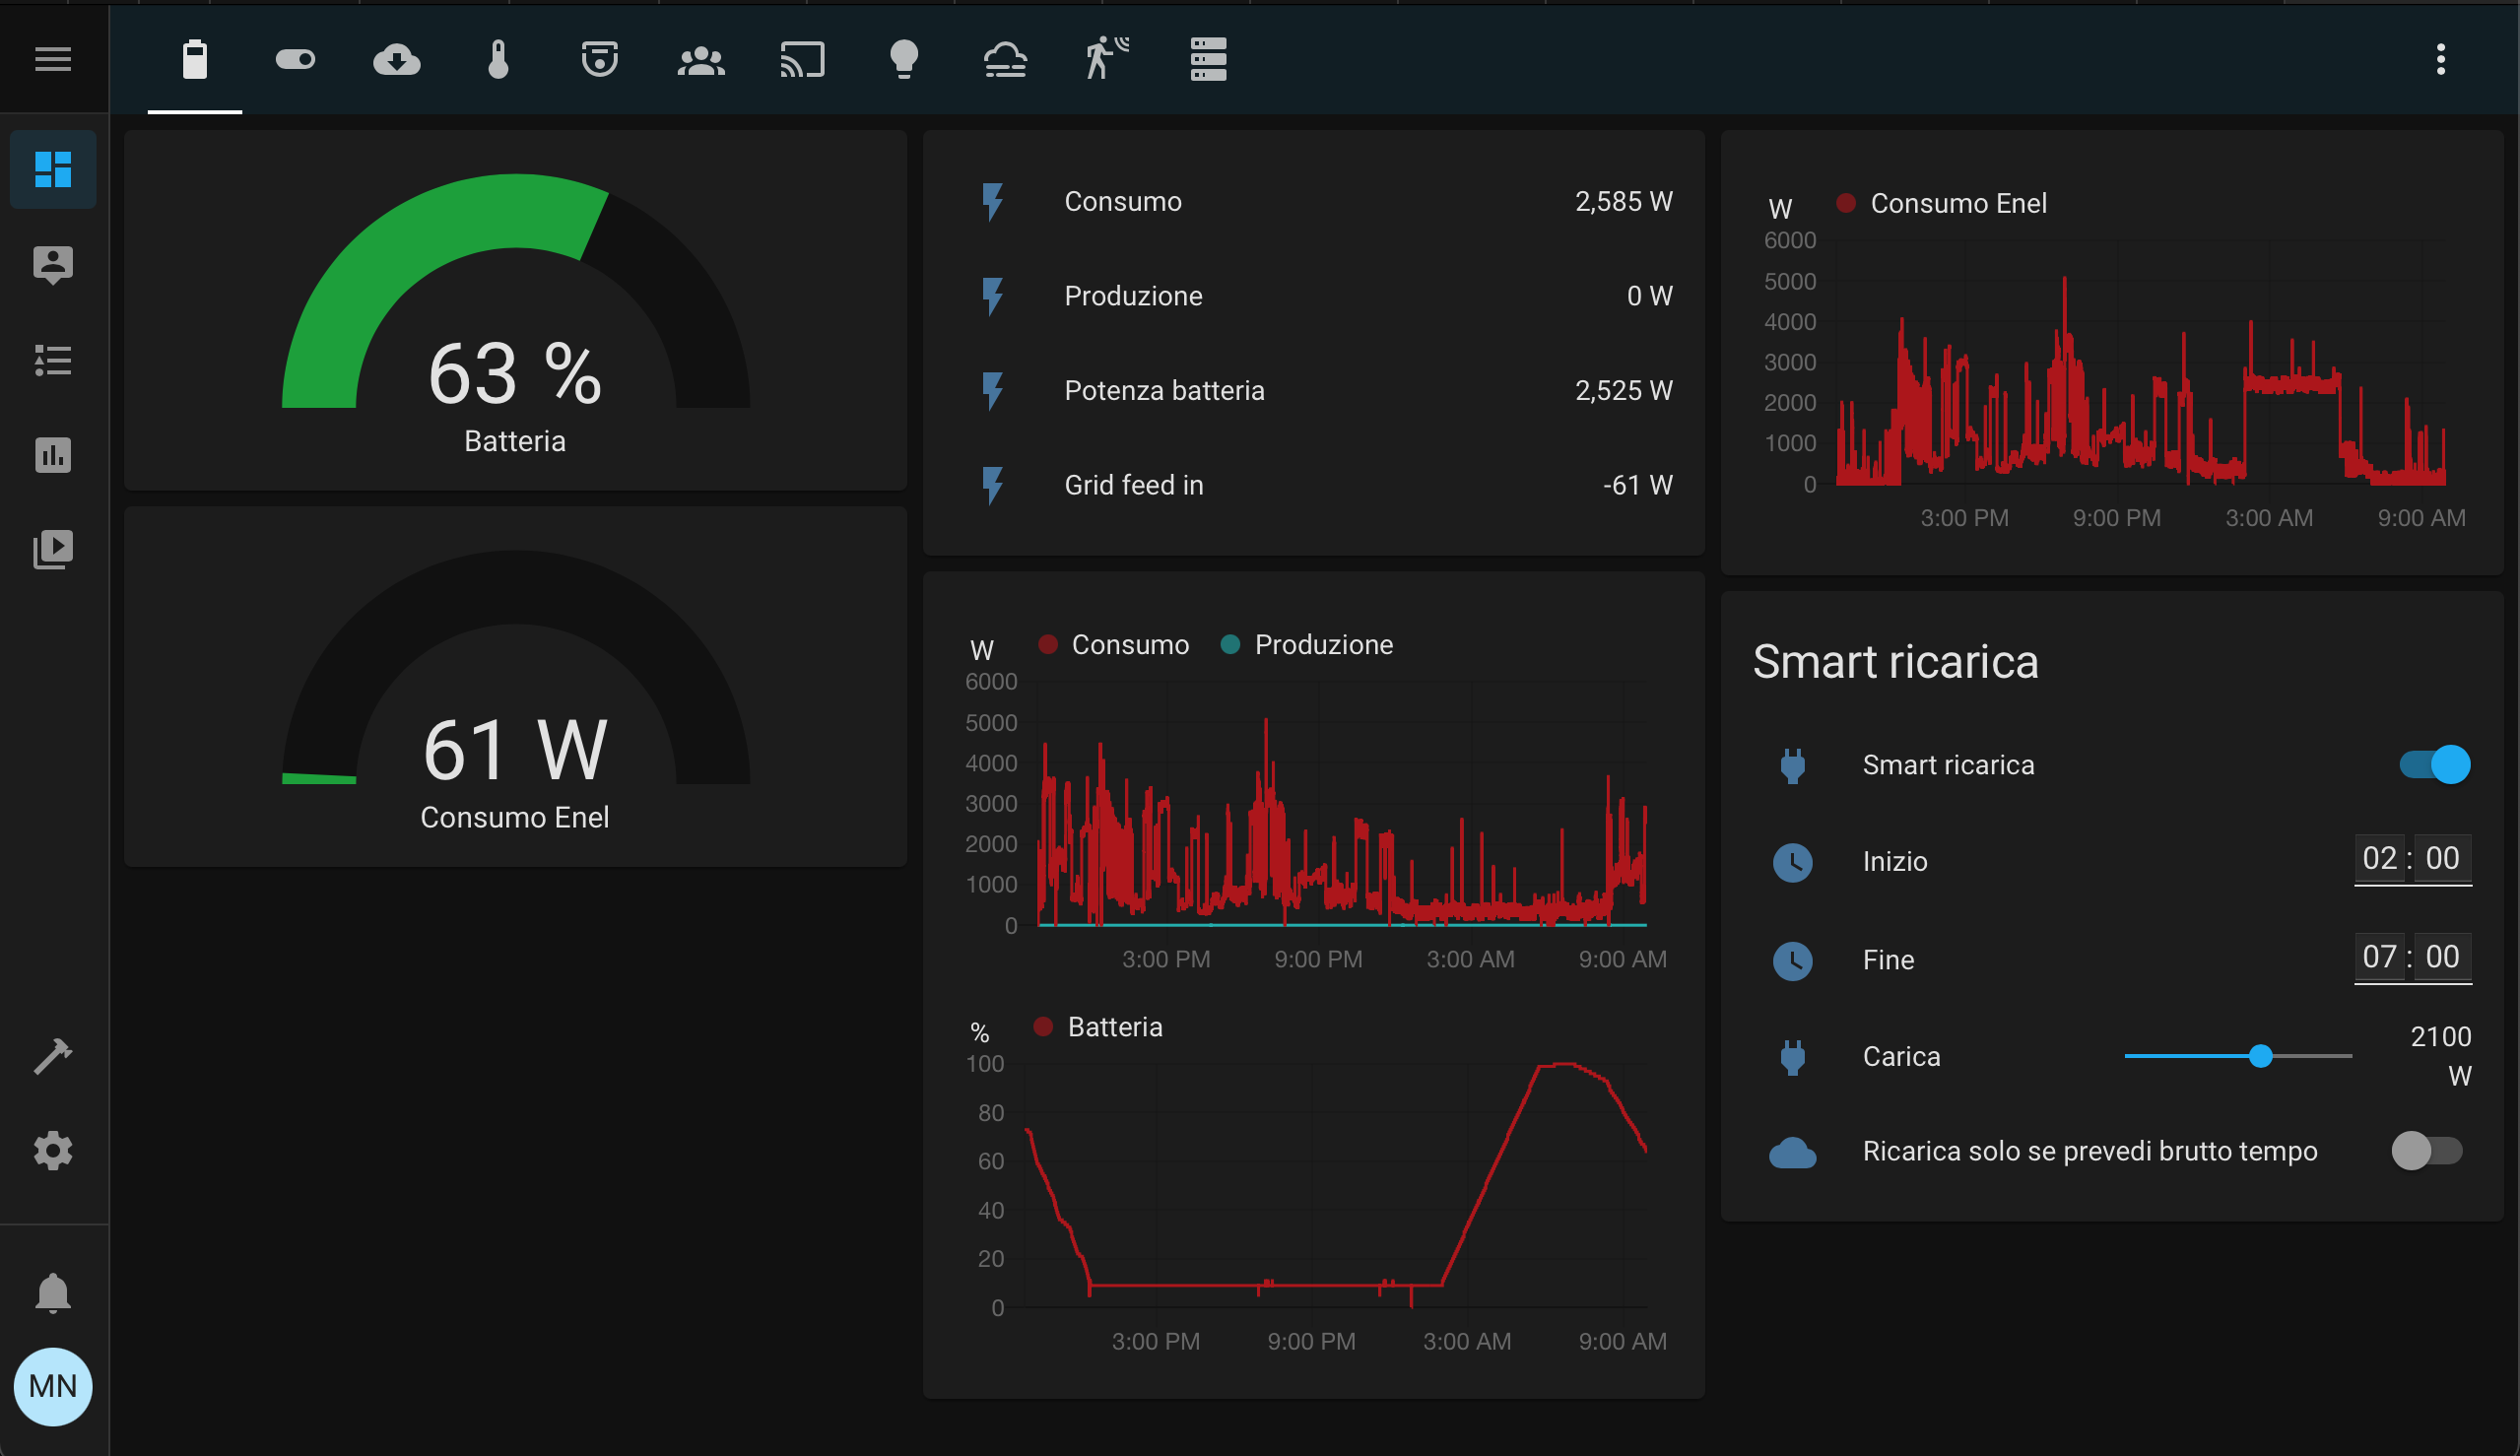 63 %
Batteria
61 W
Consumo Enel
Consumo 2,585 W
Produzione 0 W
Potenza batteria 2,525 W
Grid feed in -61 W
W Consumo Produzione
6000
5000
4000
3000
2000
1000
0
3:00 PM 9:00 PM 3:00 AM 9:00 AM
% Batteria
100
80
60
40
20
0
3:00 PM 9:00 PM 3:00 AM 9:00 AM
W Consumo Enel
6000
5000
4000
3000
2000
1000
0
3:00 PM 9:00 PM 3:00 AM 9:00 AM
Smart ricarica
Smart ricarica
Inizio 02 : 00
Fine 07 : 00
Carica 2100
W
Ricarica solo se prevedi brutto tempo
MN